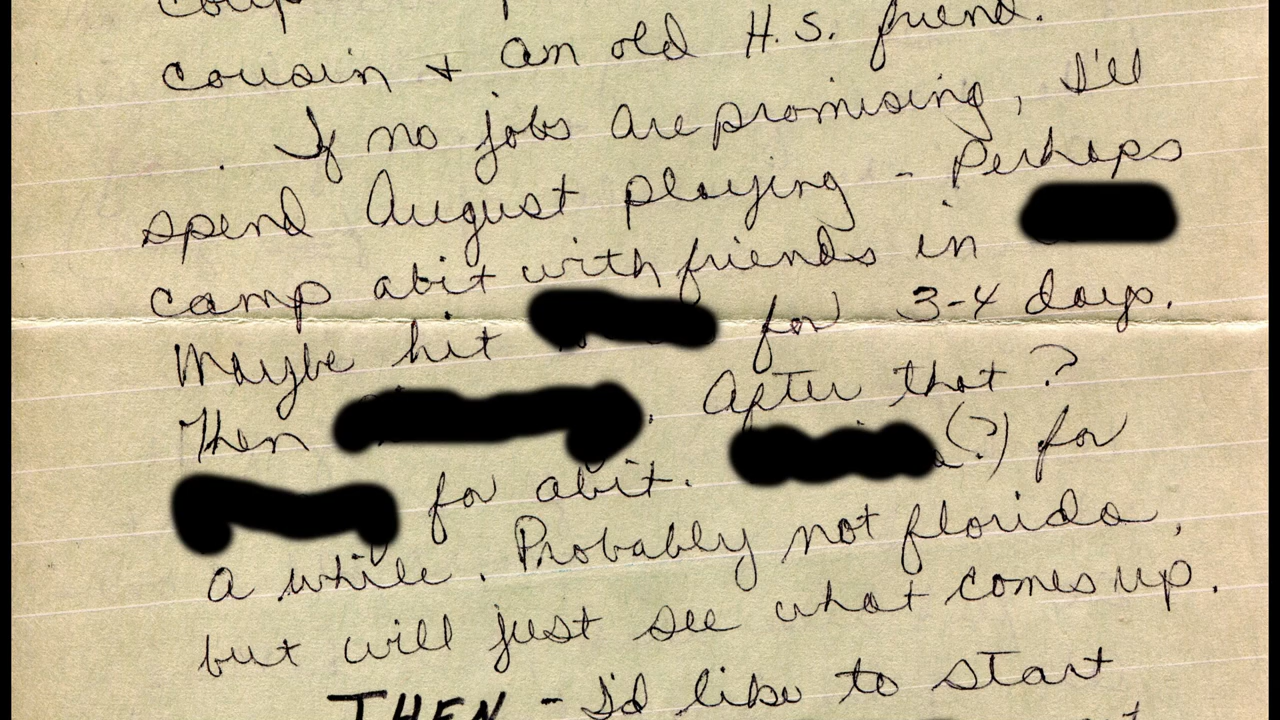 cousin & an old H.S. friend.
If no jobs are promising, I'll
spend August playing - Perhaps
camp abit with friends in
Maybe hit for 3-4 days.
Then . After that?
for abit. (?) for
a while. Probably not florida,
but will just see what comes up.
THEN - I'd like to start